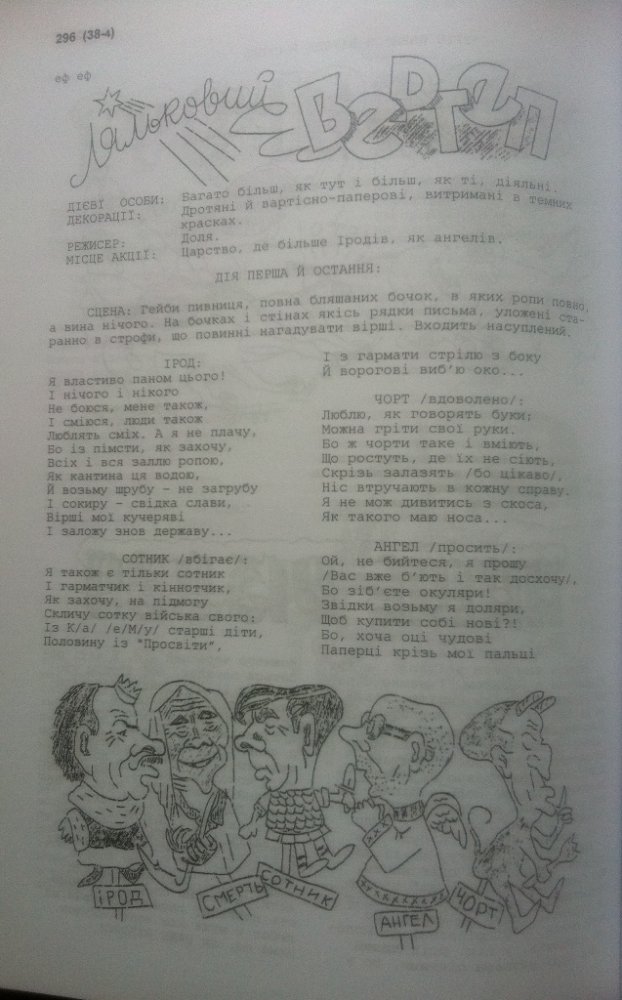 296 (38-4)
еф еф
Ляльковий Вертеп
ДІЄВІ ОСОБИ: Багато більш, як тут і більш, як ті, діяльні.
ДЕКОРАЦІЇ: Дротяні й вартісно-паперові, витримані в темних
красках.
РЕЖИСЕР: Доля.
МІСЦЕ АКЦІЇ: Царство, де більше Іродів, як ангелів.
ДІЯ ПЕРША Й ОСТАННЯ:
СЦЕНА: Гейби пивниця, повна бляшаних бочок, в яких ропи повно,
а вина нічого. На бочках і стінах якісь рядки письма, уложені ста-
ранно в строфи, що повинні нагадувати вірші. Входить насуплений.
ІРОД:
Я властиво паном цього!
І нічого і нікого
Не боюся, мене також,
І сміюся, люди також
Люблять сміх. А я не плачу,
Бо із пімсти, як захочу,
Всіх і вся заллю ропою,
Як кантина ця водою,
Й возьму шрубу - не загрубу
І сокиру - свідка слави,
Вірші мої кучеряві
І заложу знов державу...
СОТНИК /вбігає/:
Я також є тільки сотник
І гарматчик і кіннотчик,
Як захочу, на підмогу
Скличу сотку війська свого:
Із К/а/ /е/М/у/ старші діти,
Половину із "Просвіти",
І з гармати стрілю з боку
Й ворогові виб'ю око...
ЧОРТ /вдоволено/:
Люблю, як говорять буки;
Можна гріти свої руки.
Бо ж чорти таке і вміють,
Що ростуть, де їх не сіють,
Скрізь залазять /бо цікаво/,
Ніс втручають в кожну справу.
Я не мож дивитись з скоса,
Як такого маю носа...
АНГЕЛ /просить/:
Ой, не бийтеся, я прошу
/Вас вже б'ють і так досхочу/,
Бо зіб'єте окуляри!
Звідки возьму я доляри,
Щоб купити собі нові?!
Бо, хоча оці чудові
Паперці крізь мої пальці
ІРОД
СМЕРТЬ
СОТНИК
АНГЕЛ
ЧОРТ